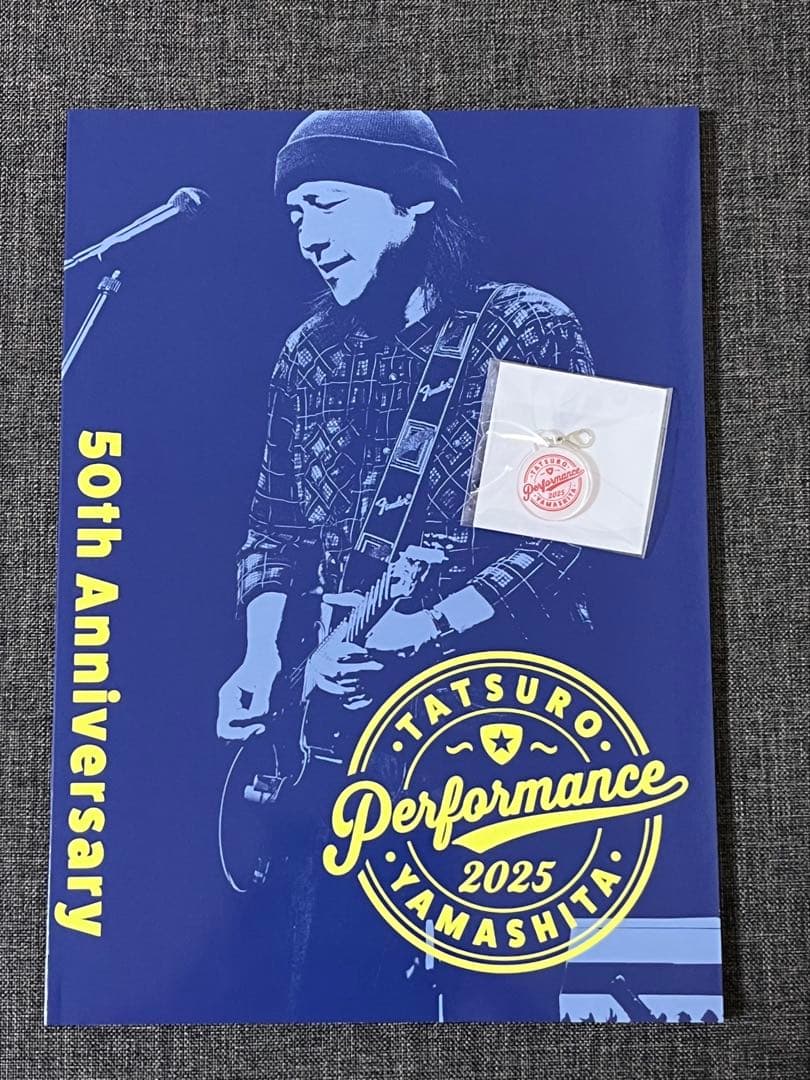 50th Anniversary
Fender
Fender
TATSURO
Performance
2025
YAMASHITA
TATSURO
Performance
2025
YAMASHITA